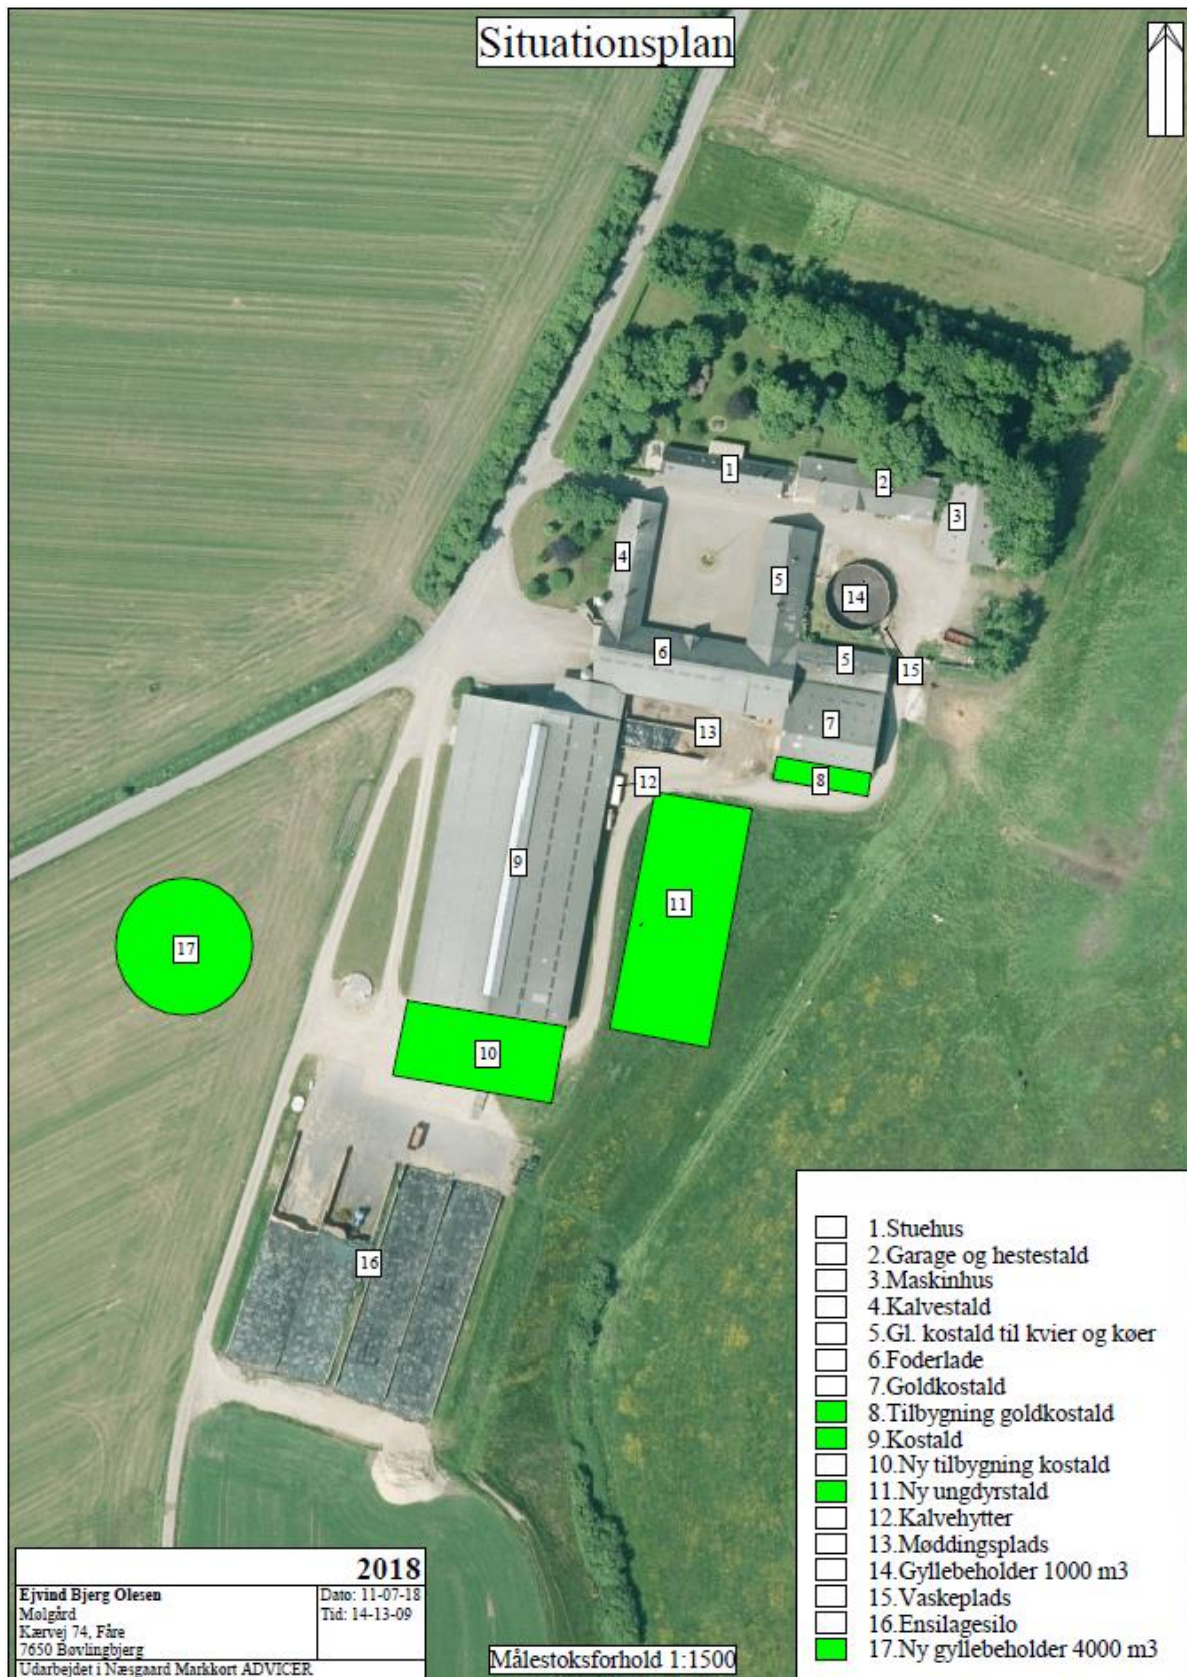 Situationsplan
1
2
3
4
5
14
6
5
15
7
13
12
8
9
11
17
10
16
1.Stuehus
2.Garage og hestestald
3.Maskinhus
4.Kalvestald
5.Gl. kostald til kvier og køer
6.Foderlade
7.Goldkostald
8.Tilbygning goldkostald
9.Kostald
10.Ny tilbygning kostald
11.Ny ungdyrstald
12.Kalvehytter
13.Møddingsplads
14.Gyllebeholder 1000 m3
15.Vaskeplads
16.Ensilagesilo
17.Ny gyllebeholder 4000 m3
2018
Ejvind Bjerg Olesen
Dato: 11-07-18
Mølgård
Tid: 14-13-09
Kærvej 74, Fåre
7650 Bøvlingbjerg
Udarbejdet i Næsgaard Markkort ADVICER
Målestoksforhold 1:1500